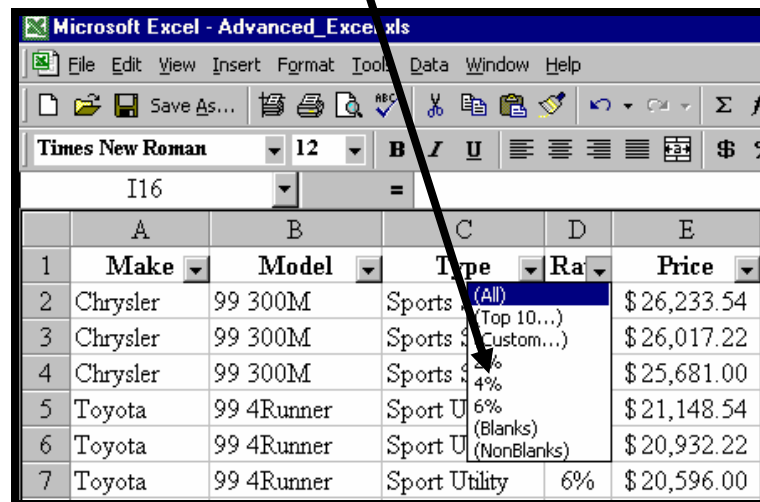 Microsoft Excel - Advanced_Excel.xls
File Edit View Insert Format Tools Data Window Help
Save As... ABC Σ
Times New Roman 12 B I U $
I16 =
A B C D E
1 Make Model Type Price
2 Chrysler 99 300M Sports $26,233.54
3 Chrysler 99 300M Sports $26,017.22
4 Chrysler 99 300M Sports $25,681.00
5 Toyota 99 4Runner Sport $21,148.54
6 Toyota 99 4Runner Sport $20,932.22
7 Toyota 99 4Runner Sport Utility 6% $20,596.00
(All)
(Top 10...)
(Custom...)
4%
6%
(Blanks)
(NonBlanks)